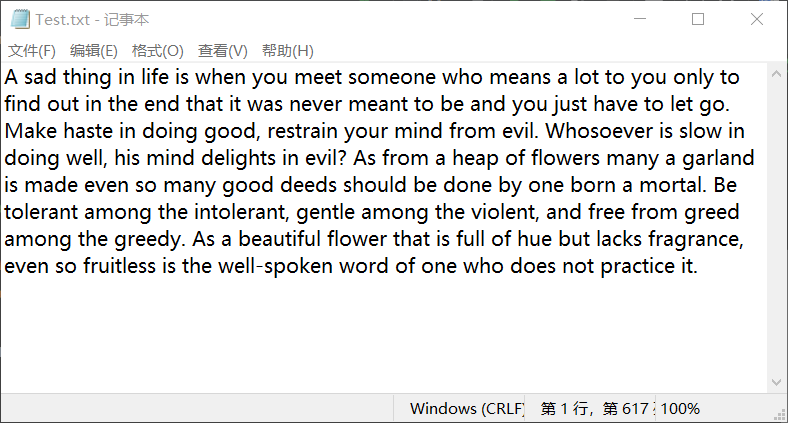 Test.txt - 记事本
文件(F) 编辑(E) 格式(O) 查看(V) 帮助(H)
A sad thing in life is when you meet someone who means a lot to you only to
find out in the end that it was never meant to be and you just have to let go.
Make haste in doing good, restrain your mind from evil. Whosoever is slow in
doing well, his mind delights in evil? As from a heap of flowers many a garland
is made even so many good deeds should be done by one born a mortal. Be
tolerant among the intolerant, gentle among the violent, and free from greed
among the greedy. As a beautiful flower that is full of hue but lacks fragrance,
even so fruitless is the well-spoken word of one who does not practice it.
Windows (CRLF) 第 1 行，第 617 100%